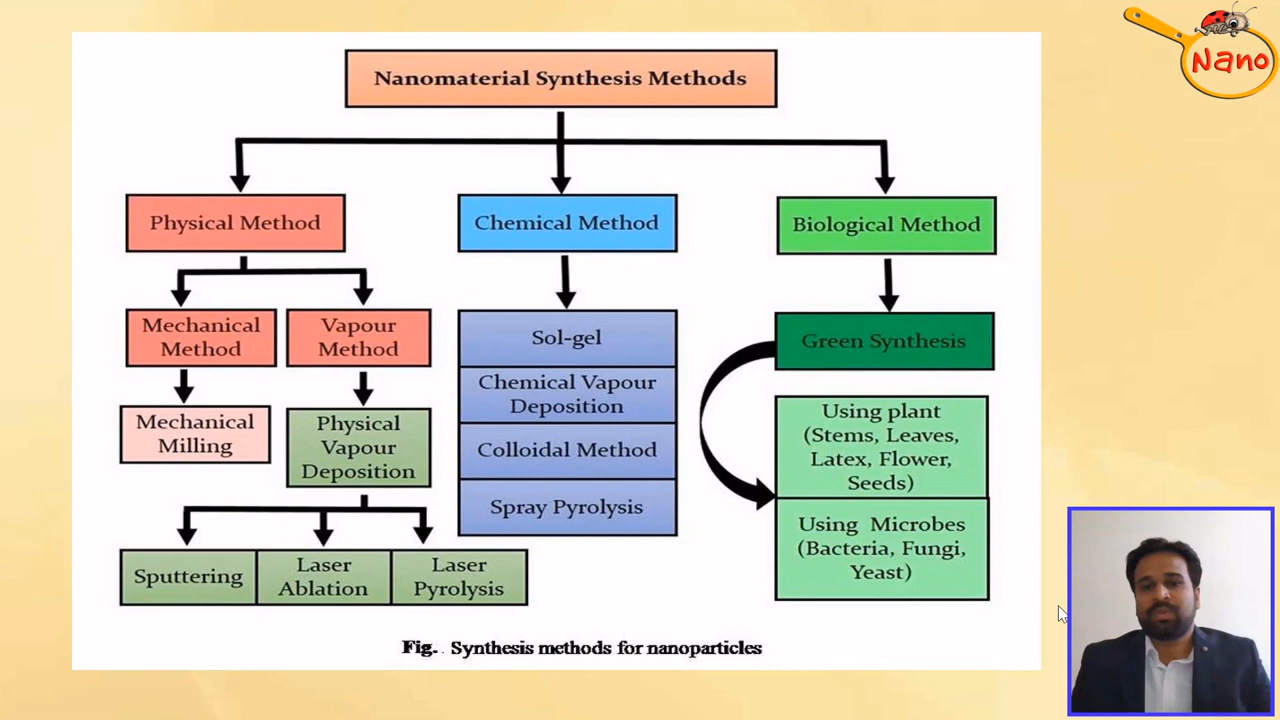 Nano
Nanomaterial Synthesis Methods
Physical Method
Chemical Method
Biological Method
Mechanical
Method
Vapour
Method
Mechanical
Milling
Physical
Vapour
Deposition
Sputtering
Laser
Ablation
Laser
Pyrolysis
Sol-gel
Chemical Vapour
Deposition
Colloidal Method
Spray Pyrolysis
Green Synthesis
Using plant
(Stems, Leaves,
Latex, Flower,
Seeds)
Using Microbes
(Bacteria, Fungi,
Yeast)
Fig. . Synthesis methods for nanoparticles